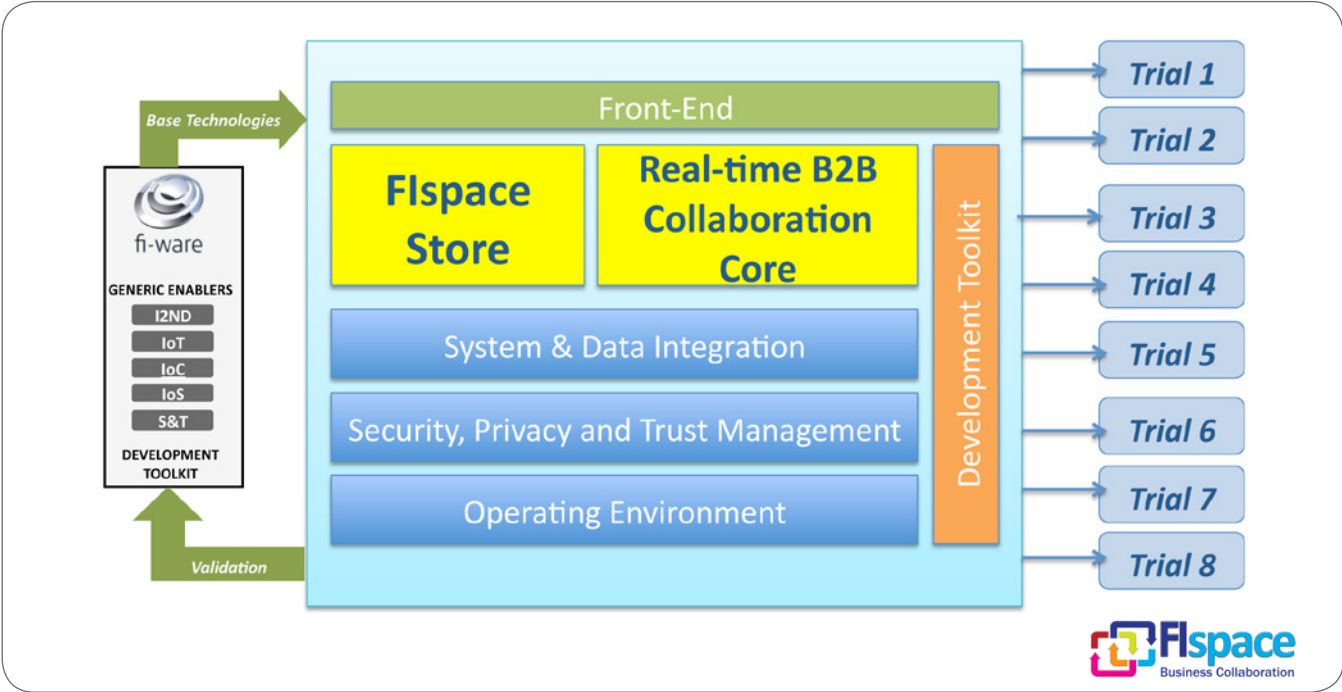 Base Technologies
fi-ware
GENERIC ENABLERS
I2ND
IoT
IoC
IoS
S&T
DEVELOPMENT
TOOLKIT
Validation
Front-End
FIspace
Store
Real-time B2B
Collaboration
Core
Development Toolkit
System & Data Integration
Security, Privacy and Trust Management
Operating Environment
Trial 1
Trial 2
Trial 3
Trial 4
Trial 5
Trial 6
Trial 7
Trial 8
FIspace
Business Collaboration